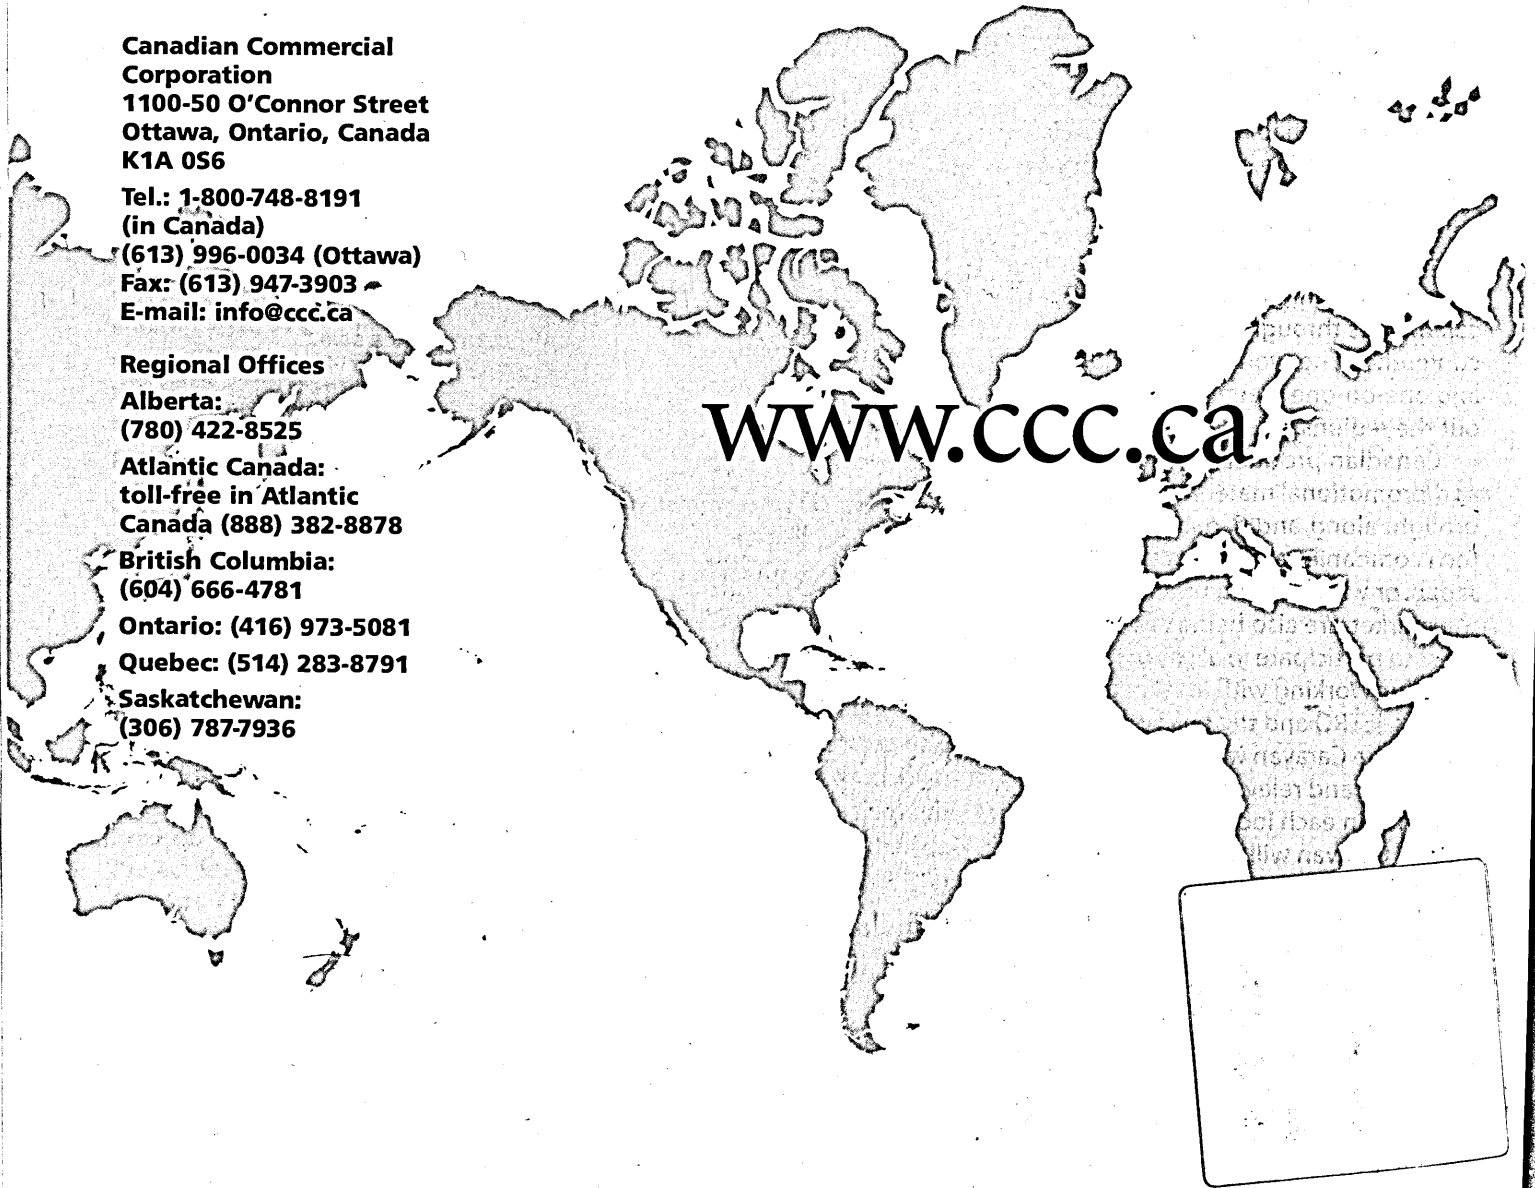 Canadian Commercial
Corporation
1100-50 O'Connor Street
Ottawa, Ontario, Canada
K1A 0S6
Tel.: 1-800-748-8191
(in Canada)
(613) 996-0034 (Ottawa)
Fax: (613) 947-3903
E-mail: info@ccc.ca
Regional Offices
Alberta:
(780) 422-8525
Atlantic Canada:
toll-free in Atlantic
Canada (888) 382-8878
British Columbia:
(604) 666-4781
Ontario: (416) 973-5081
Quebec: (514) 283-8791
Saskatchewan:
(306) 787-7936
www.ccc.ca